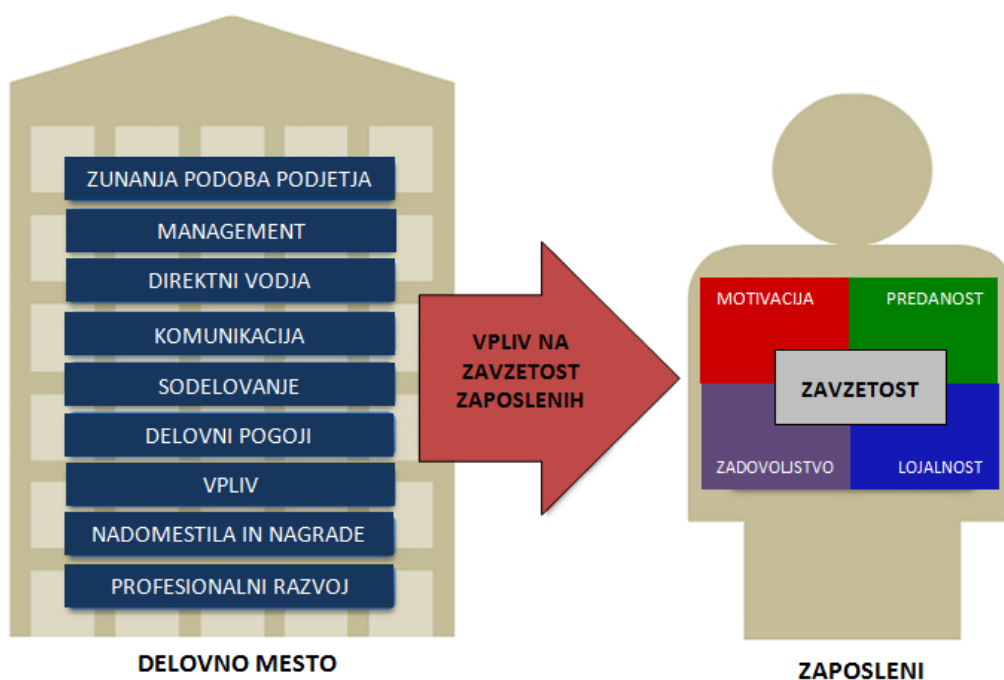 ZUNANJA PODOBA PODJETJA
MANAGEMENT
DIREKTNI VODJA
KOMUNIKACIJA
SODELOVANJE
DELOVNI POGOJI
VPLIV
NADOMESTILA IN NAGRADE
PROFESIONALNI RAZVOJ
DELOVNO MESTO
VPLIV NA
ZAVZETOST
ZAPOSLENIH
MOTIVACIJA
PREDANOST
ZAVZETOST
ZADOVOLJSTVO
LOJALNOST
ZAPOSLENI